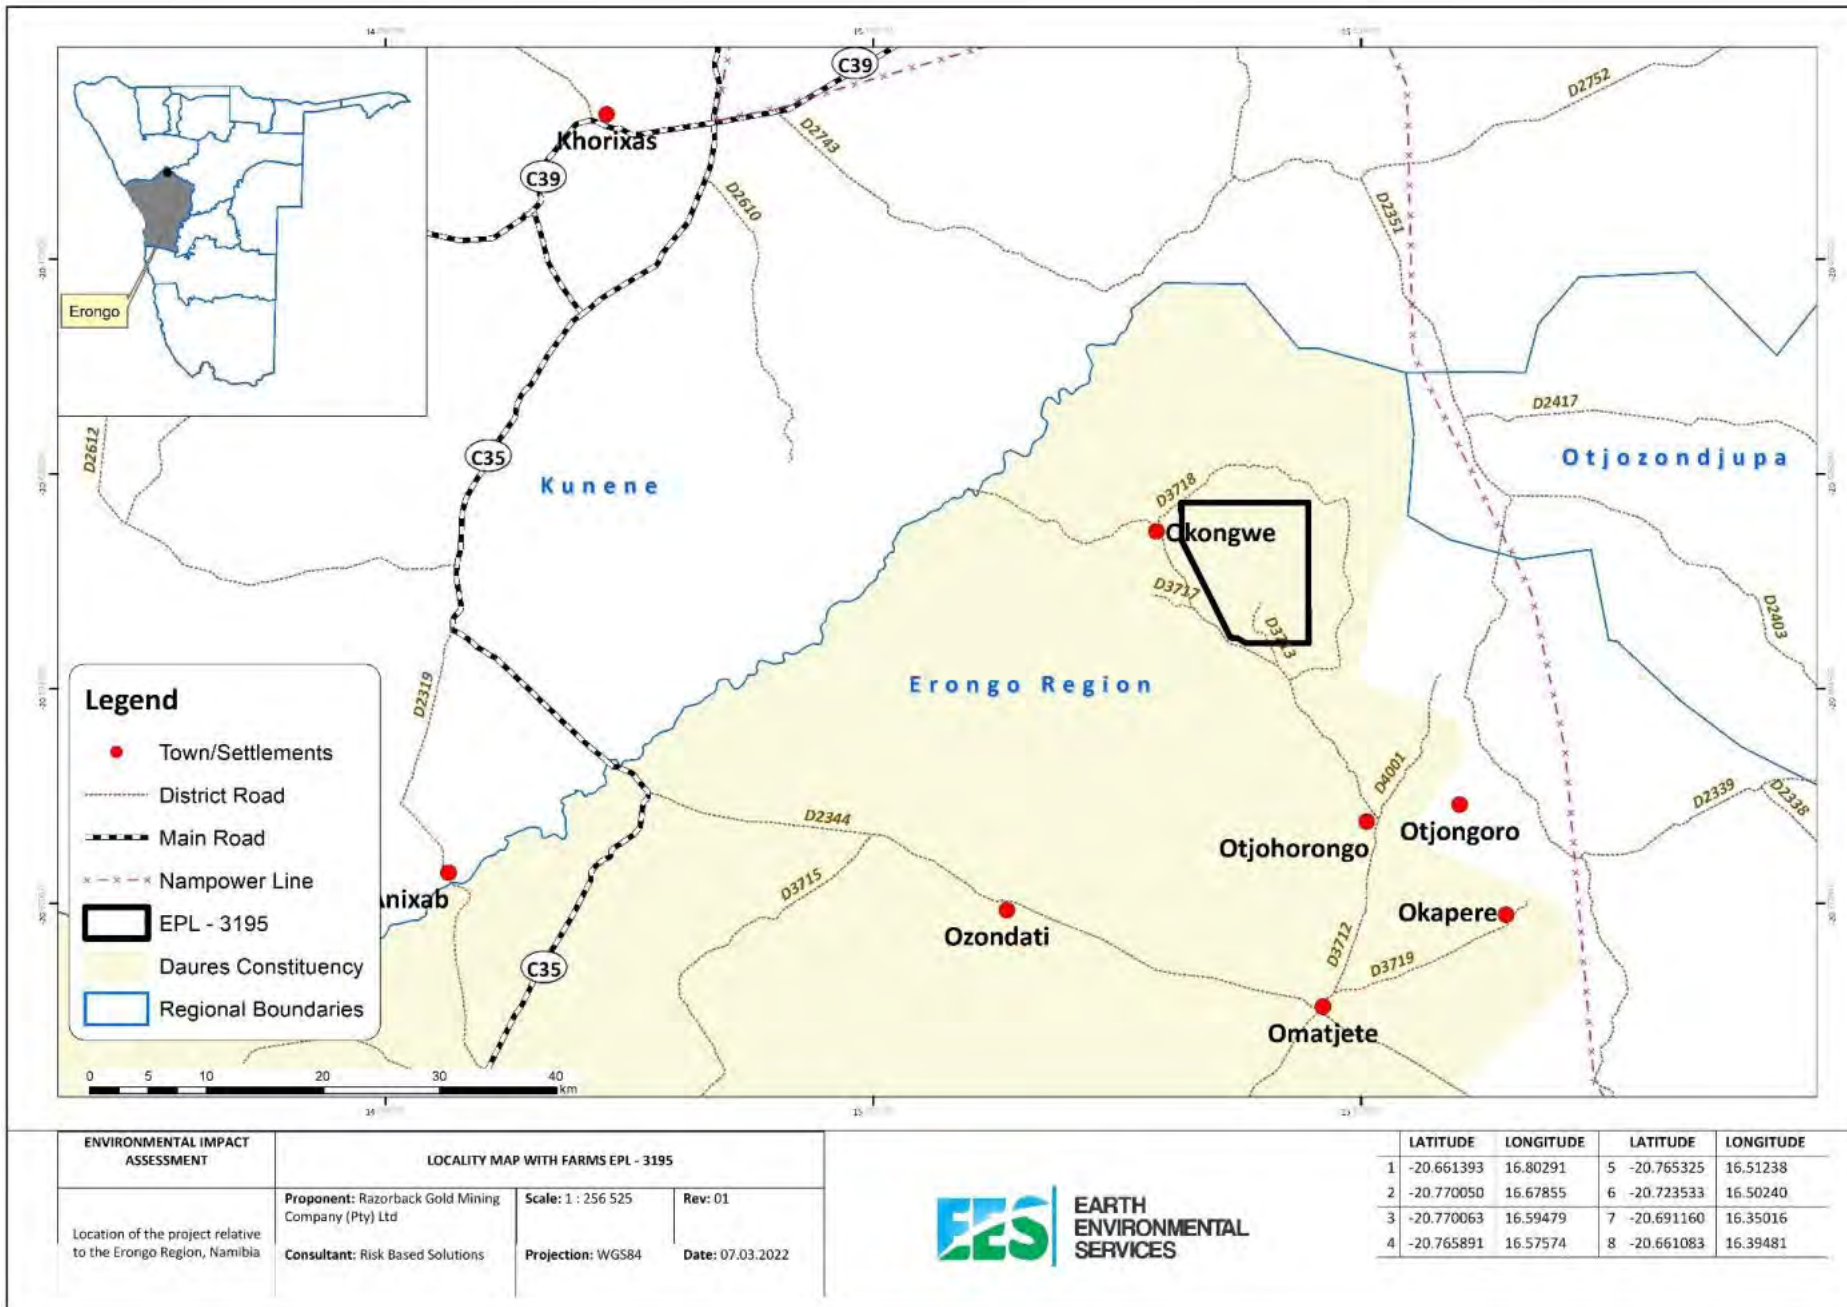 C39
D2752
Khorixas
D2743
C39
D2610
D2351
Erongo
D2417
D2612
C35
Kunene
Otjozondjupa
D3718
Okongwe
D3717
D2403
D3713
Erongo Region
D2319
Legend
Town/Settlements
District Road
Main Road
Nampower Line
EPL - 3195
Daures Constituency
Regional Boundaries
D4001
D2339
D2338
D2344
Otjohorongo
Otjongoro
D3715
Anixab
Okapere
Ozondati
D3712
C35
D3719
Omatjete
0 5 10 20 30 40
km
ENVIRONMENTAL IMPACT
ASSESSMENT
LOCALITY MAP WITH FARMS EPL - 3195
Location of the project relative
to the Erongo Region, Namibia
Proponent: Razorback Gold Mining
Company (Pty) Ltd
Scale: 1 : 256 525
Rev: 01
Consultant: Risk Based Solutions
Projection: WGS84
Date: 07.03.2022
EES
EARTH
ENVIRONMENTAL
SERVICES
LATITUDE LONGITUDE LATITUDE LONGITUDE
1 -20.661393 16.80291 5 -20.765325 16.51238
2 -20.770050 16.67855 6 -20.723533 16.50240
3 -20.770063 16.59479 7 -20.691160 16.35016
4 -20.765891 16.57574 8 -20.661083 16.39481